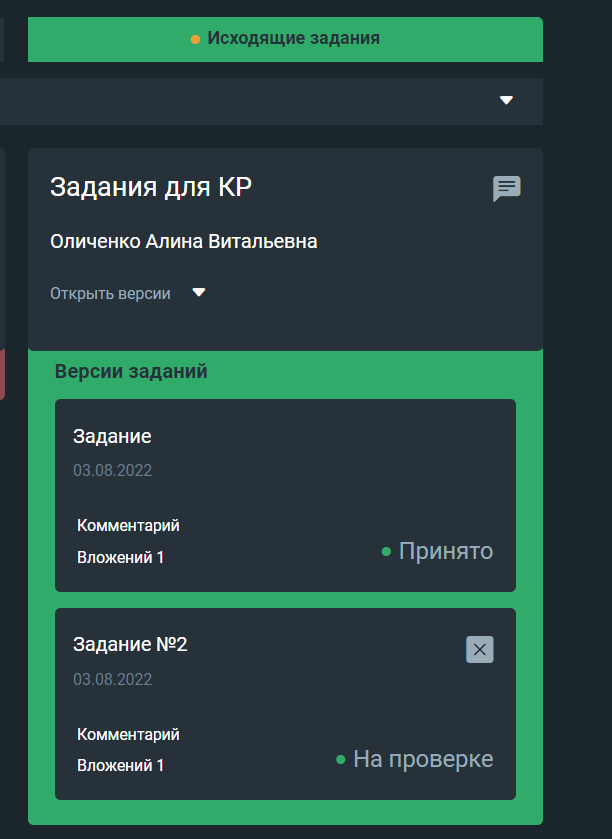 Исходящие задания
Задания для КР
Оличенко Алина Витальевна
Открыть версии
Версии заданий
Задание
03.08.2022
Комментарий
Вложений 1
Принято
Задание №2
03.08.2022
Комментарий
Вложений 1
На проверке